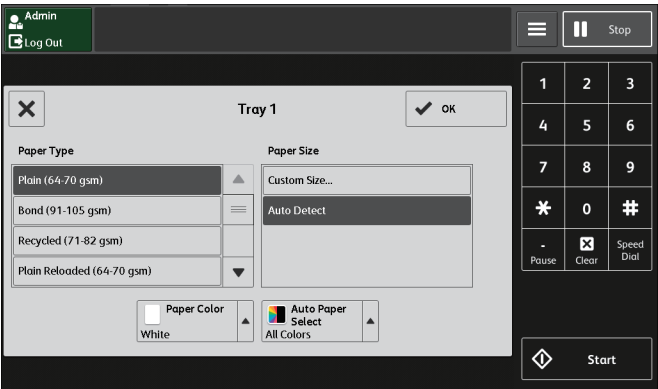 Admin
Log Out
Stop
Tray 1
OK
Paper Type
Paper Size
Plain (64-70 gsm)
Bond (91-105 gsm)
Recycled (71-82 gsm)
Plain Reloaded (64-70 gsm)
Custom Size...
Auto Detect
Paper Color
White
Auto Paper
Select
All Colors
1 2 3
4 5 6
7 8 9
* 0 #
- Pause
Clear
Speed
Dial
Start